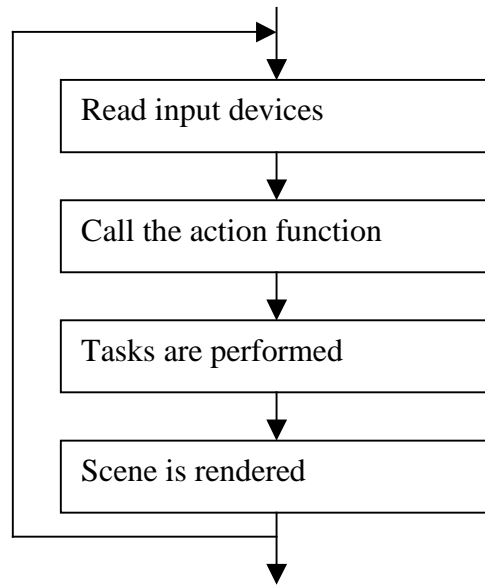 Read input devices
Call the action function
Tasks are performed
Scene is rendered